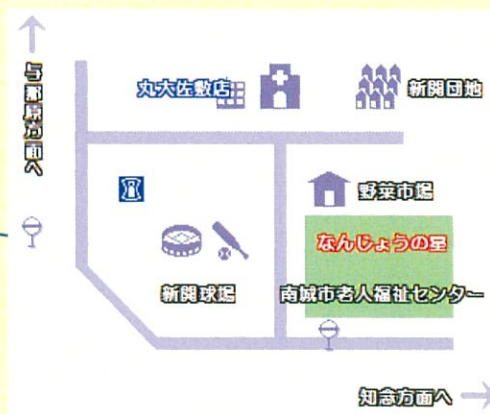 与那原方面へ
丸大佐敷店
新開団地
野菜市場
なんじょうの星
新開球場
南城市老人福祉センター
知念方面へ